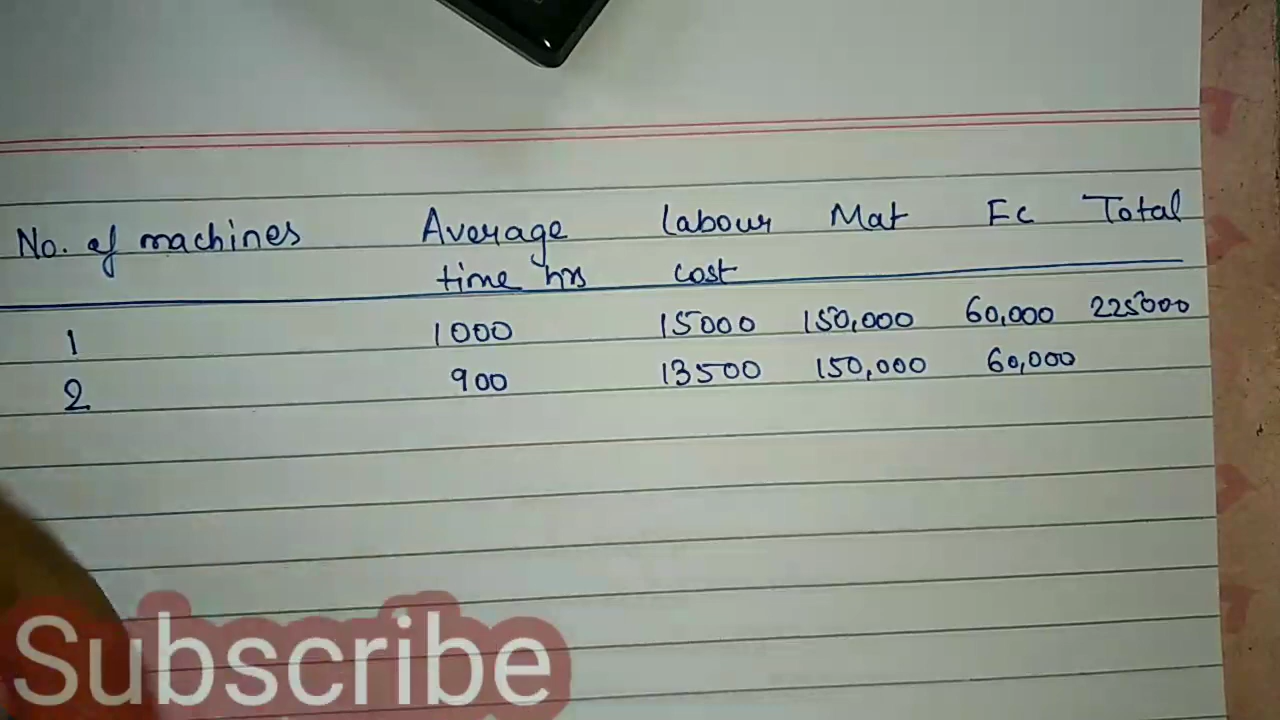 No. of machines Average Labour Mat Fc Total
time hrs cost
1 1000 15000 150,000 60,000 225000
2 900 13500 150,000 60,000
Subscribe